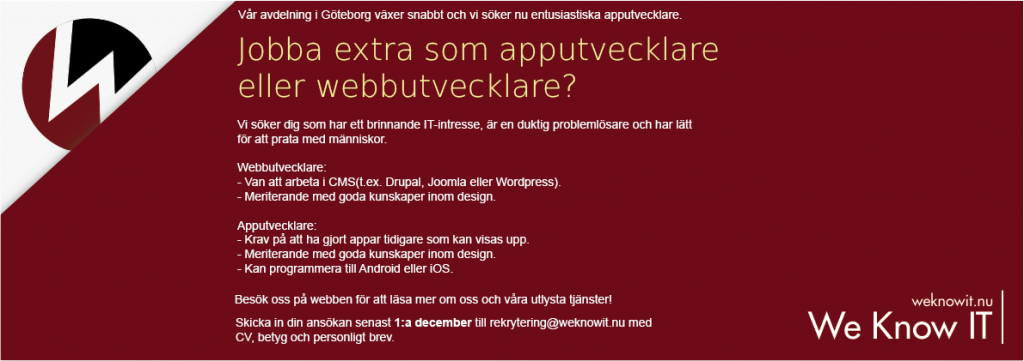 Vår avdelning i Göteborg växer snabbt och vi söker nu entusiastiska apputvecklare.
Jobba extra som apputvecklare
eller webbutvecklare?
Vi söker dig som har ett brinnande IT-intresse, är en duktig problemlösare och har lätt
för att prata med människor.
Webbutvecklare:
- Van att arbeta i CMS(t.ex. Drupal, Joomla eller Wordpress).
- Meriterande med goda kunskaper inom design.
Apputvecklare:
- Krav på att ha gjort appar tidigare som kan visas upp.
- Meriterande med goda kunskaper inom design.
- Kan programmera till Android eller iOS.
Besök oss på webben för att läsa mer om oss och våra utlysta tjänster!
Skicka in din ansökan senast 1:a december till rekrytering@weknowit.nu med
CV, betyg och personligt brev.
weknowit.nu
We Know IT